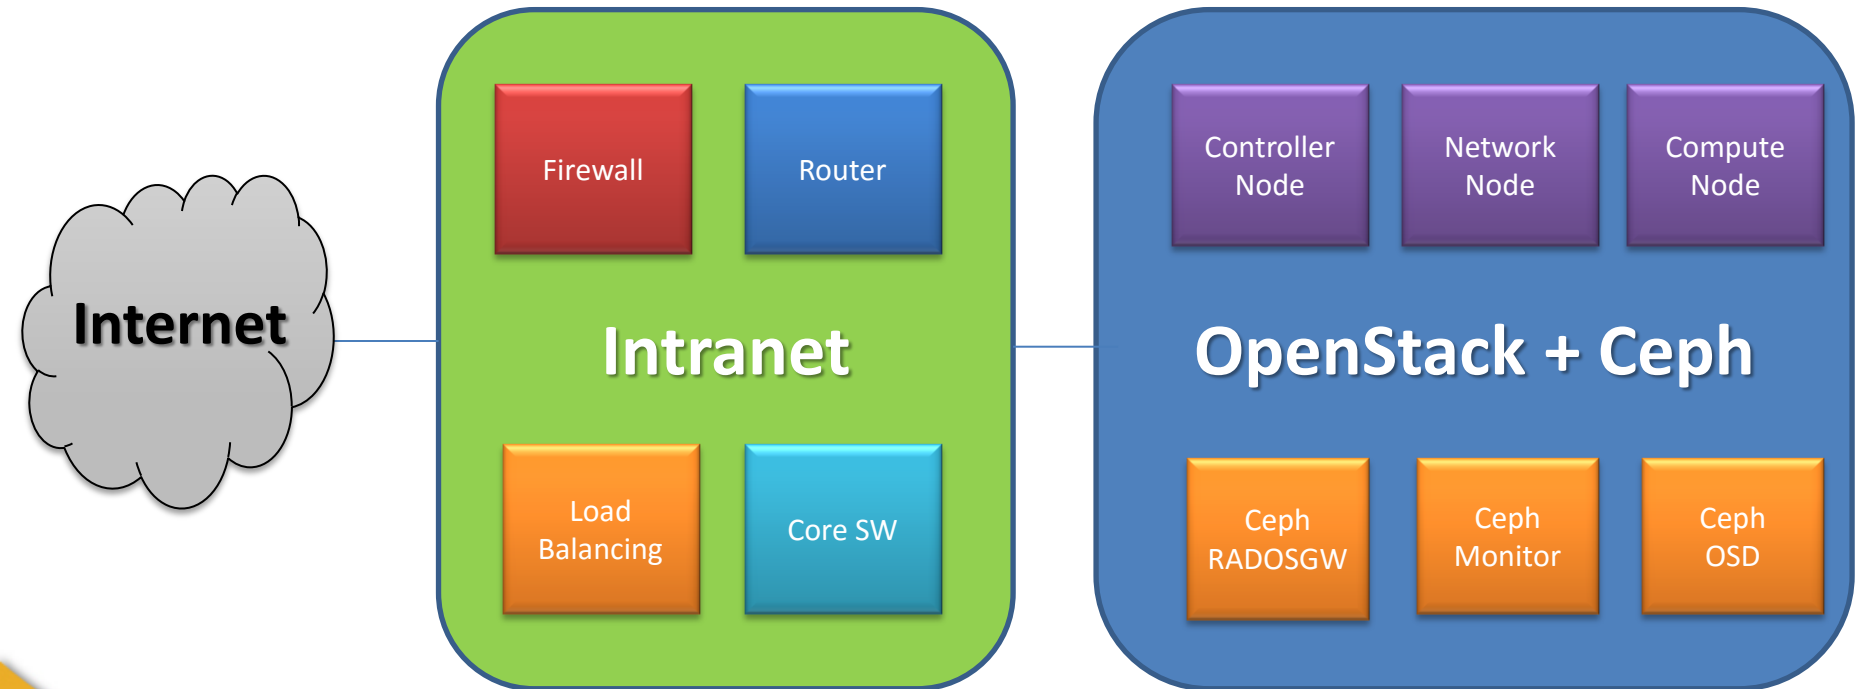 Internet
Firewall
Router
Intranet
Load
Balancing
Core SW
Controller
Node
Network
Node
Compute
Node
OpenStack + Ceph
Ceph
RADOSGW
Ceph
Monitor
Ceph
OSD